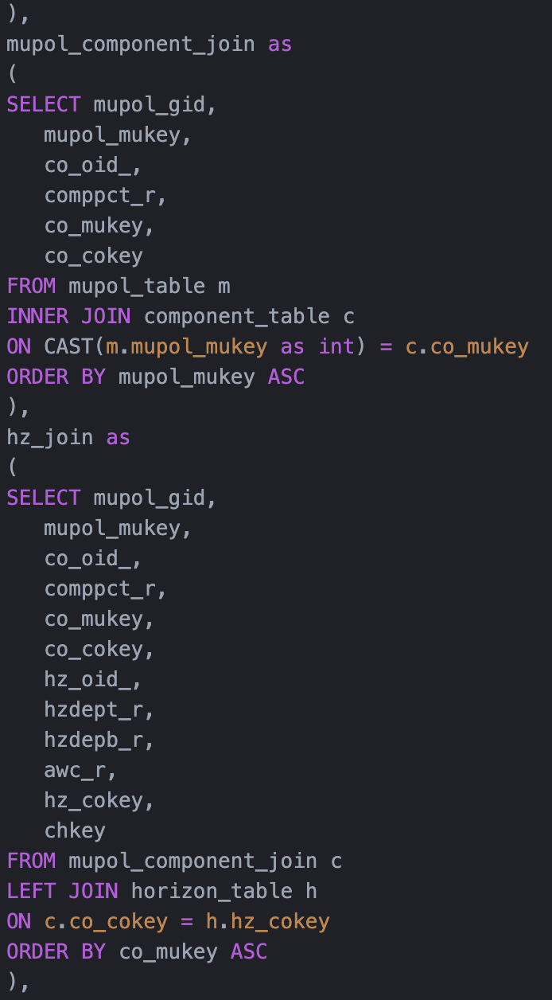 ),
mupol_component_join as
(
SELECT mupol_gid,
   mupol_mukey,
   co_oid_,
   comppct_r,
   co_mukey,
   co_cokey
FROM mupol_table m
INNER JOIN component_table c
ON CAST(m.mupol_mukey as int) = c.co_mukey
ORDER BY mupol_mukey ASC
),
hz_join as
(
SELECT mupol_gid,
   mupol_mukey,
   co_oid_,
   comppct_r,
   co_mukey,
   co_cokey,
   hz_oid_,
   hzdept_r,
   hzdepb_r,
   awc_r,
   hz_cokey,
   chkey
FROM mupol_component_join c
LEFT JOIN horizon_table h
ON c.co_cokey = h.hz_cokey
ORDER BY co_mukey ASC
),